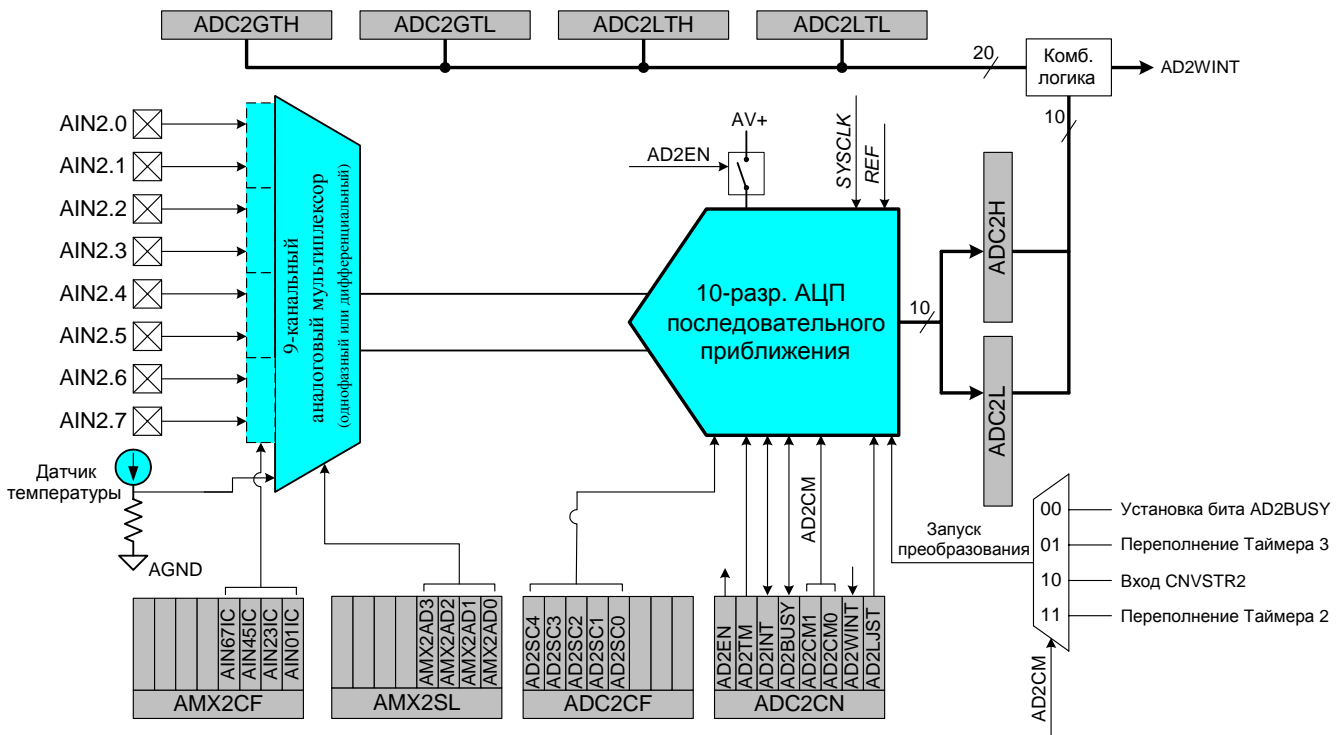 ADC2GTH
ADC2GTL
ADC2LTH
ADC2LTL
20
Комб.
логика
AD2WINT
10
AIN2.0
AIN2.1
AIN2.2
AIN2.3
AIN2.4
AIN2.5
AIN2.6
AIN2.7
Датчик
температуры
AGND
9-канальный
аналоговый мультиплексор
(однофазный или дифференциальный)
AV+
AD2EN
SYSCLK
REF
10-разр. АЦП
последовательного
приближения
10
ADC2H
ADC2L
AD2CM
Запуск
преобразования
00
Установка бита AD2BUSY
01
Переполнение Таймера 3
10
Вход CNVSTR2
11
Переполнение Таймера 2
AD2CM
AIN67IC
AIN45IC
AIN23IC
AIN01IC
AMX2CF
AMX2AD3
AMX2AD2
AMX2AD1
AMX2AD0
AMX2SL
AD2SC4
AD2SC3
AD2SC2
AD2SC1
AD2SC0
ADC2CF
AD2EN
AD2TM
AD2INT
AD2BUSY
AD2CM1
AD2CM0
AD2WINT
AD2LJST
ADC2CN